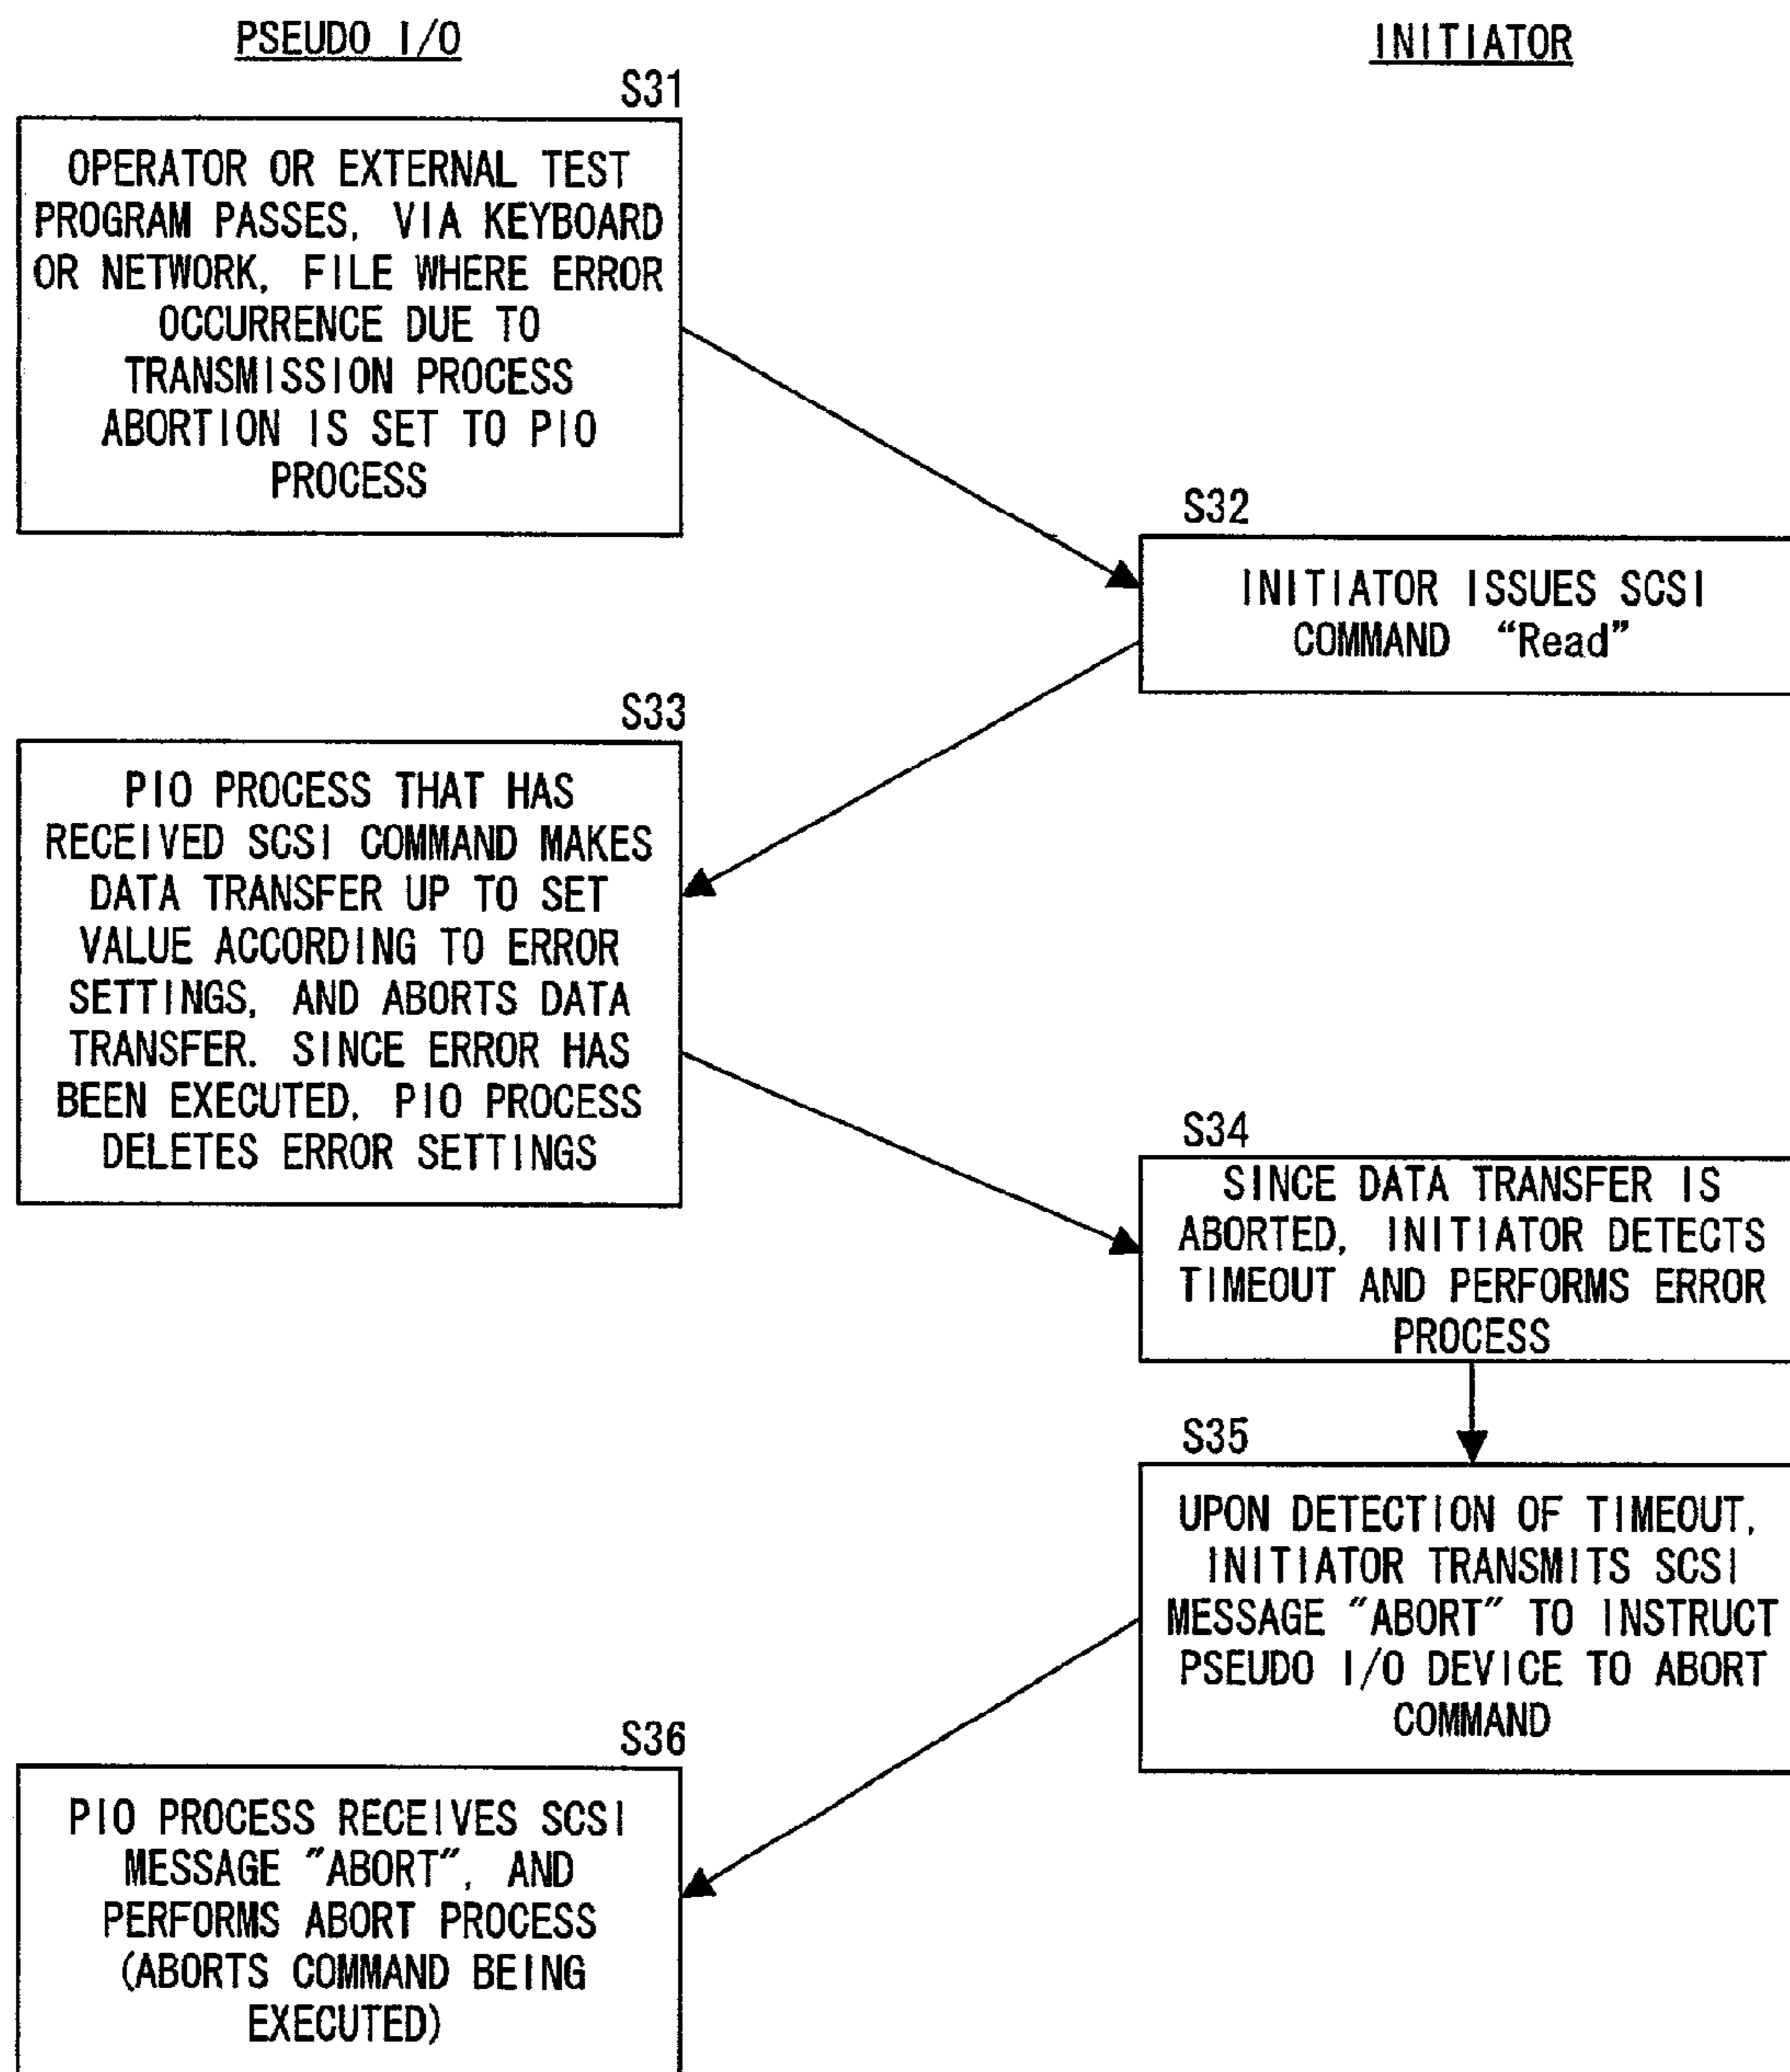 PSEUDO I/O
INITIATOR
S31
OPERATOR OR EXTERNAL TEST
PROGRAM PASSES, VIA KEYBOARD
OR NETWORK, FILE WHERE ERROR
OCCURRENCE DUE TO
TRANSMISSION PROCESS
ABORTION IS SET TO PIO
PROCESS
S32
INITIATOR ISSUES SCSI
COMMAND “Read”
S33
PIO PROCESS THAT HAS
RECEIVED SCSI COMMAND MAKES
DATA TRANSFER UP TO SET
VALUE ACCORDING TO ERROR
SETTINGS, AND ABORTS DATA
TRANSFER. SINCE ERROR HAS
BEEN EXECUTED, PIO PROCESS
DELETES ERROR SETTINGS
S34
SINCE DATA TRANSFER IS
ABORTED, INITIATOR DETECTS
TIMEOUT AND PERFORMS ERROR
PROCESS
S35
UPON DETECTION OF TIMEOUT,
INITIATOR TRANSMITS SCSI
MESSAGE "ABORT" TO INSTRUCT
PSEUDO I/O DEVICE TO ABORT
COMMAND
S36
PIO PROCESS RECEIVES SCSI
MESSAGE "ABORT", AND
PERFORMS ABORT PROCESS
(ABORTS COMMAND BEING
EXECUTED)